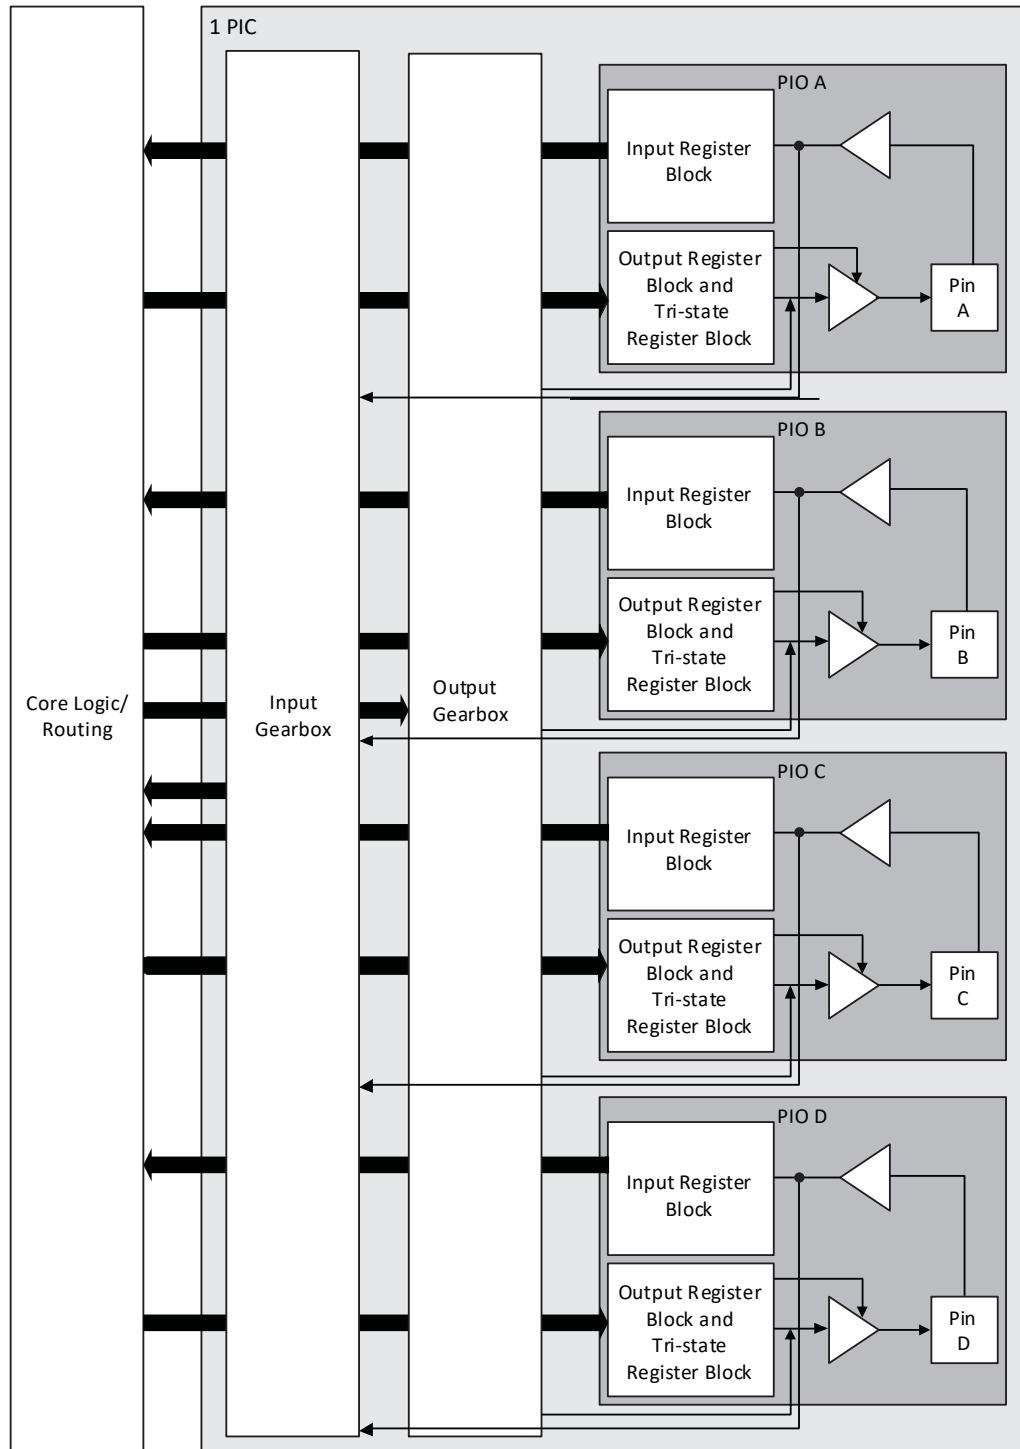 1 PIC
PIO A
Input Register
Block
Output Register
Block and
Tri-state
Register Block
Pin
A
PIO B
Input Register
Block
Output Register
Block and
Tri-state
Register Block
Pin
B
Core Logic/
Routing
Input
Gearbox
Output
Gearbox
PIO C
Input Register
Block
Output Register
Block and
Tri-state
Register Block
Pin
C
PIO D
Input Register
Block
Output Register
Block and
Tri-state
Register Block
Pin
D